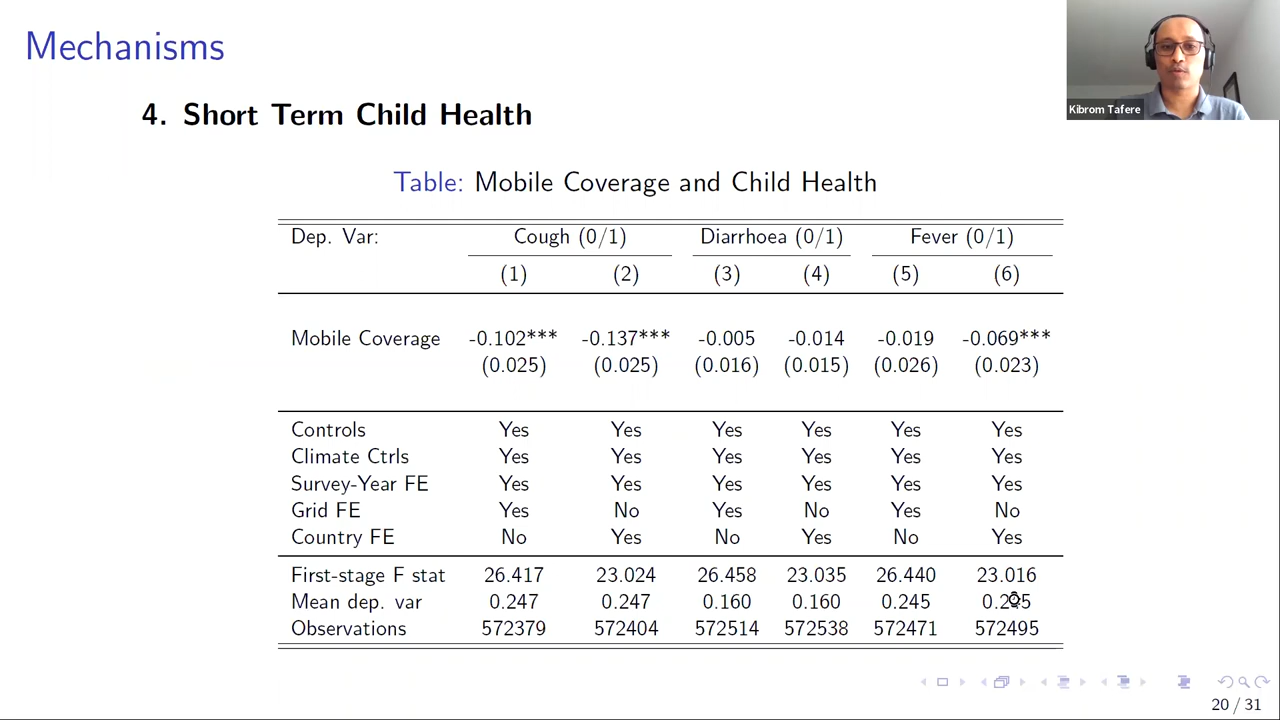 Mechanisms
Kibrom Tafere
4. Short Term Child Health
Table: Mobile Coverage and Child Health
Dep. Var: Cough (0/1) Diarrhoea (0/1) Fever (0/1)
(1) (2) (3) (4) (5) (6)
Mobile Coverage -0.102*** -0.137*** -0.005 -0.014 -0.019 -0.069***
(0.025) (0.025) (0.016) (0.015) (0.026) (0.023)
Controls Yes Yes Yes Yes Yes Yes
Climate Ctrls Yes Yes Yes Yes Yes Yes
Survey-Year FE Yes Yes Yes Yes Yes Yes
Grid FE Yes No Yes No Yes No
Country FE No Yes No Yes No Yes
First-stage F stat 26.417 23.024 26.458 23.035 26.440 23.016
Mean dep. var 0.247 0.247 0.160 0.160 0.245
Observations 572379 572404 572514 572538 572471 572495
20 / 31